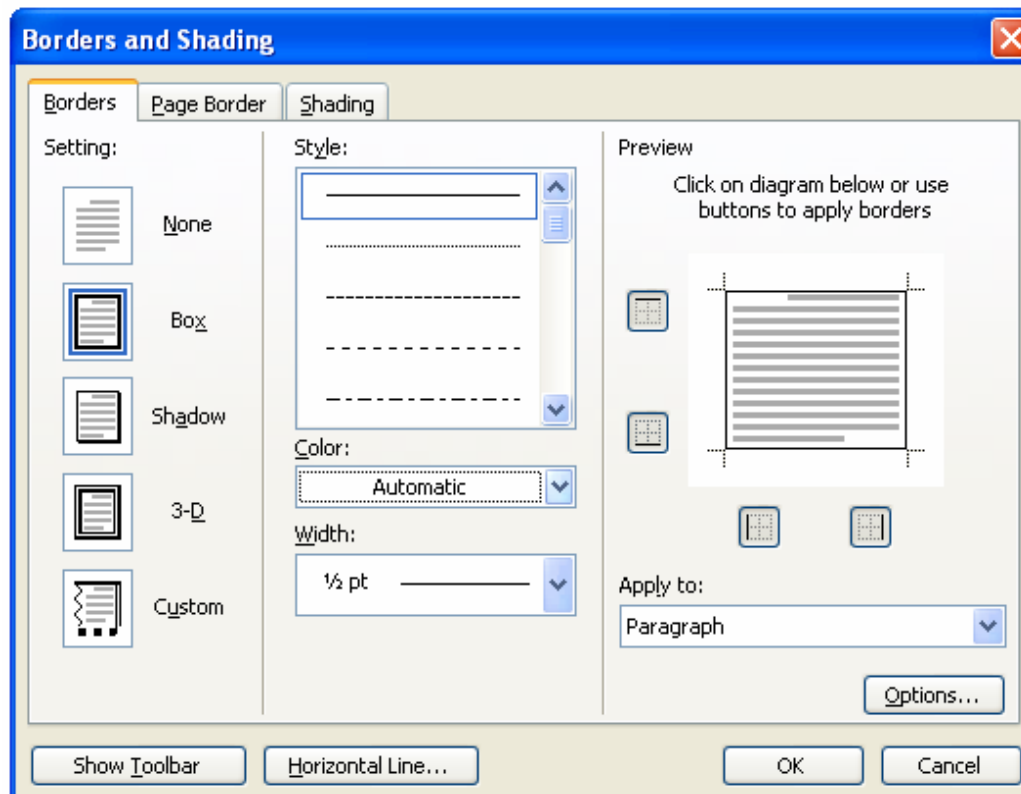 Borders and Shading
Borders
Page Border
Shading
Setting:
None
Box
Shadow
3-D
Custom
Style:
Color:
Automatic
Width:
½ pt
Preview
Click on diagram below or use
buttons to apply borders
Apply to:
Paragraph
Options...
Show Toolbar
Horizontal Line...
OK
Cancel